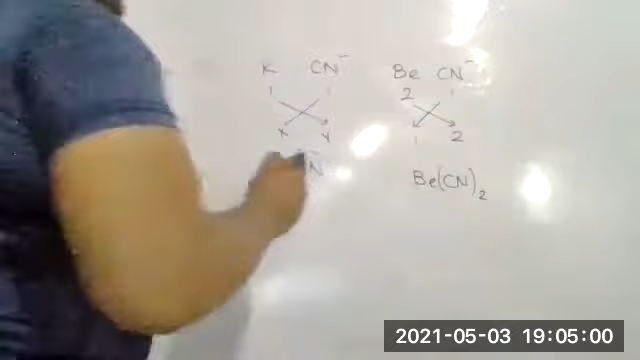 K CN⁻ Be CN⁻
1 1 2 1
x y 1 2
N Be(CN)₂
2021-05-03 19:05:00